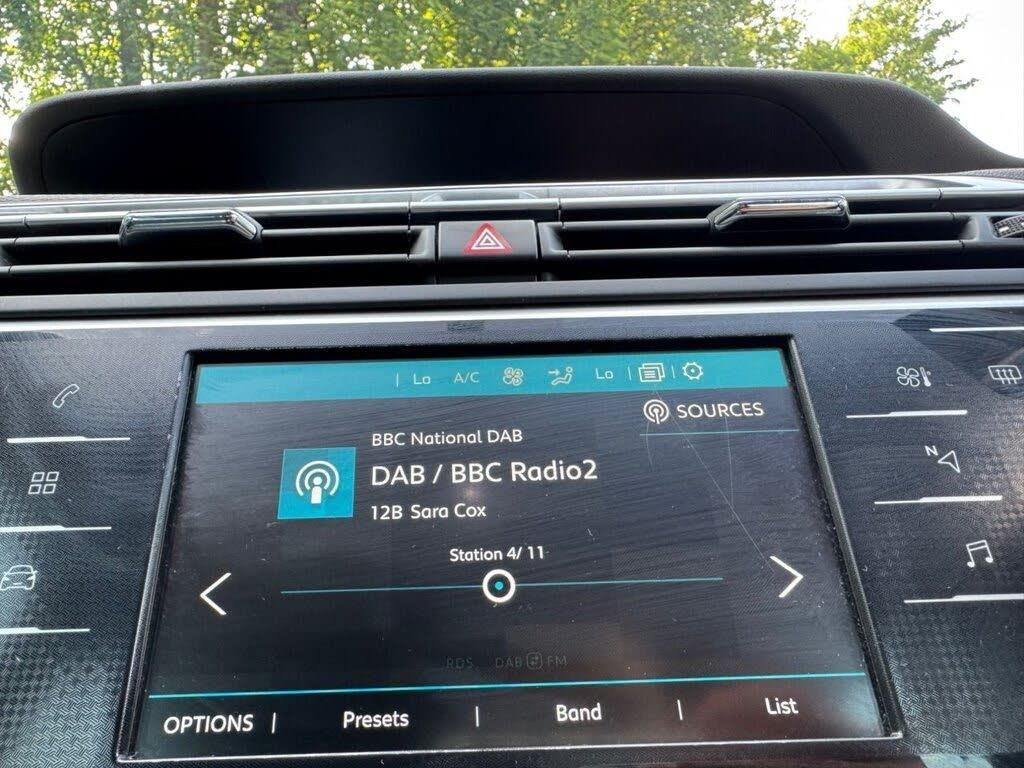 Lo A/C Lo
SOURCES
BBC National DAB
DAB / BBC Radio2
12B Sara Cox
Station 4/ 11
RDS DAB FM
OPTIONS | Presets | Band | List
N